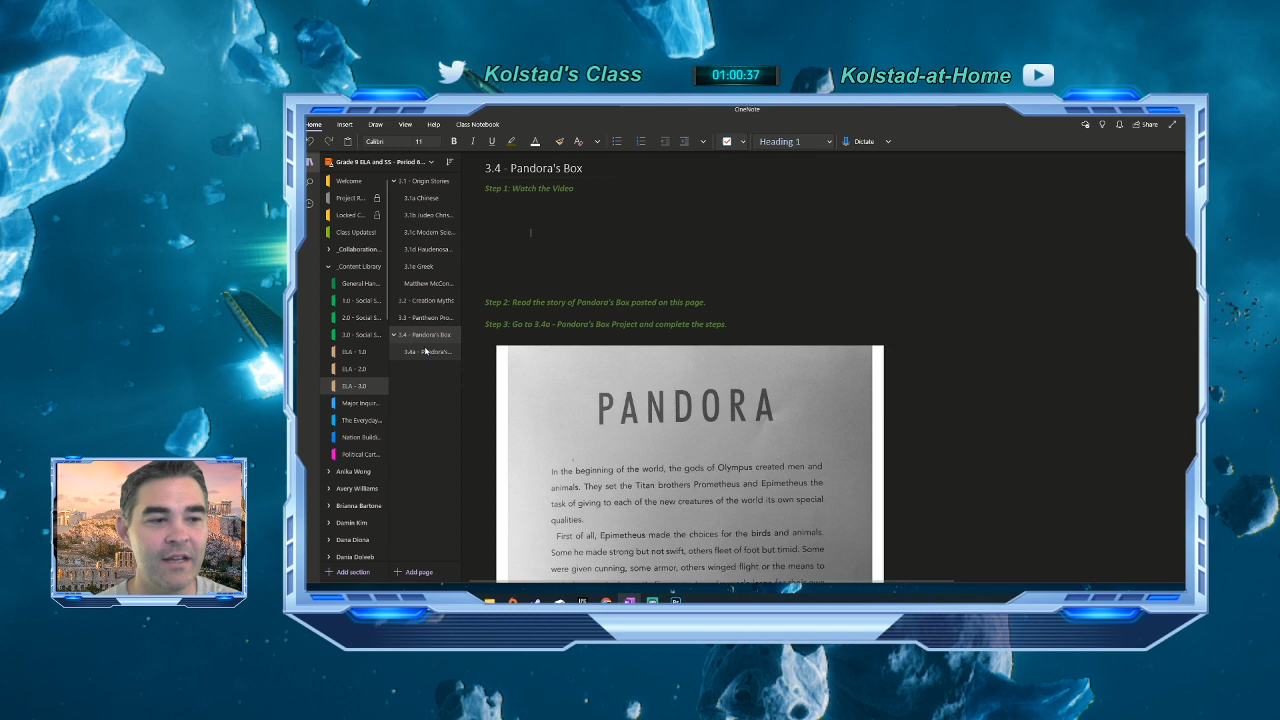 Kolstad's Class
01:00:37
Kolstad-at-Home
OneNote
Home Insert Draw View Help Class Notebook
Share
Calibri 11
B I U A
Heading 1
Dictate
Grade 9 ELA and SS - Period 6...
Welcome
Project R...
Locked C...
Class Updates!
_Collaboration...
_Content Library
General Han...
1.0 - Social S...
2.0 - Social S...
3.0 - Social S...
ELA - 1.0
ELA - 2.0
ELA - 3.0
Major Inquir...
The Everyday...
Nation Buildi...
Political Cart...
Anika Wong
Avery Williams
Brianna Bartone
Damin Kim
Dana Diona
Dania Doleeb
Add section
3.1 - Origin Stories
3.1a Chinese
3.1b Judeo Chris...
3.1c Modern Scie...
3.1d Haudenosa...
3.1e Greek
Matthew McCon...
3.2 - Creation Myths
3.3 - Pantheon Pro...
3.4 - Pandora's Box
3.4a - Pandora's...
Add page
3.4 - Pandora's Box
Step 1: Watch the Video
Step 2: Read the story of Pandora's Box posted on this page.
Step 3: Go to 3.4a - Pandora's Box Project and complete the steps.
PANDORA
In the beginning of the world, the gods of Olympus created men and
animals. They set the Titan brothers Prometheus and Epimetheus the
task of giving to each of the new creatures of the world its own special
qualities.
First of all, Epimetheus made the choices for the birds and animals.
Some he made strong but not swift, others fleet of foot but timid. Some
were given cunning, some armor, others winged flight or the means to